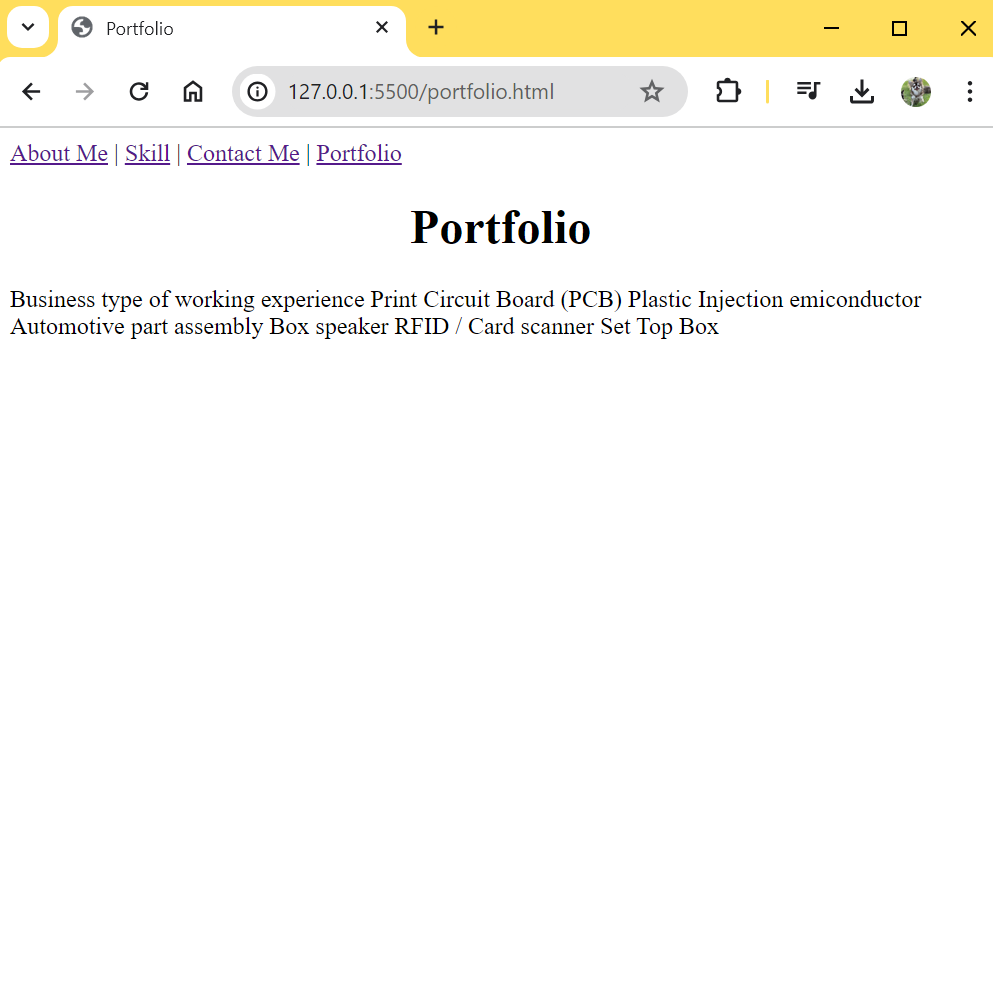 Portfolio
127.0.0.1:5500/portfolio.html
About Me | Skill | Contact Me | Portfolio
Portfolio
Business type of working experience Print Circuit Board (PCB) Plastic Injection emiconductor
Automotive part assembly Box speaker RFID / Card scanner Set Top Box